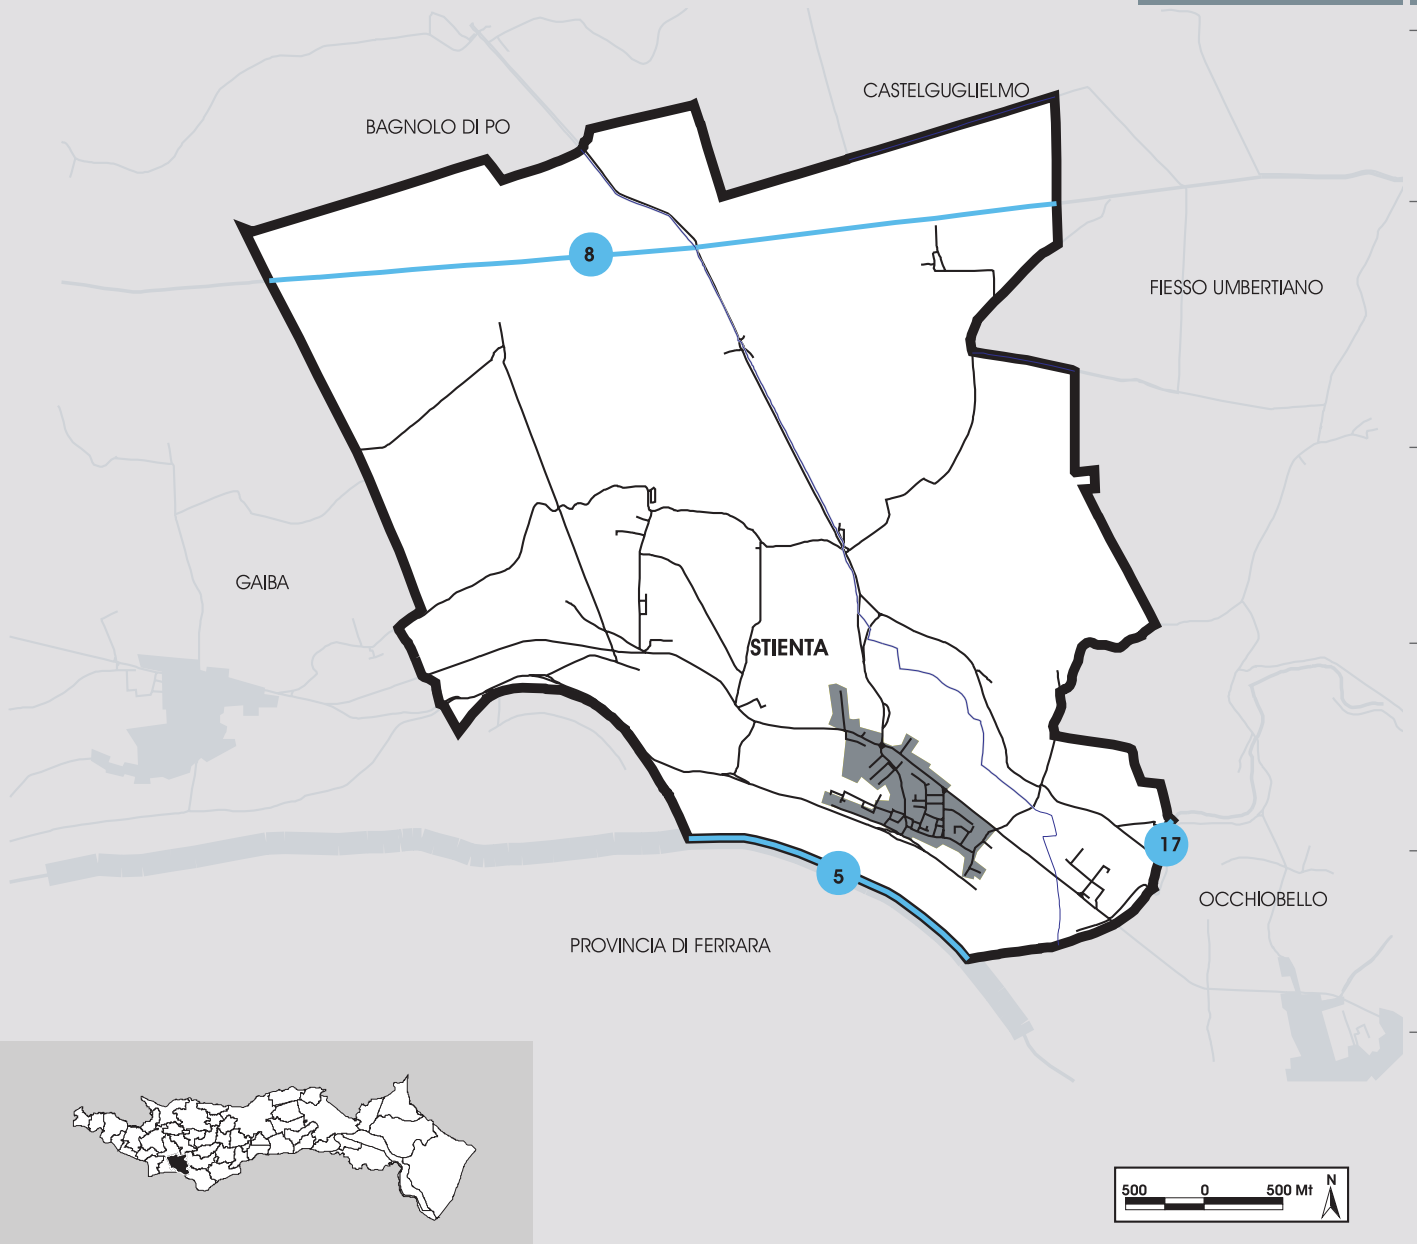 CASTELGUGLIELMO
BAGNOLO DI PO
8
FIESSO UMBERTIANO
GAIBA
STIENTA
17
5
OCCHIOBELLO
PROVINCIA DI FERRARA
500 0 500 Mt N